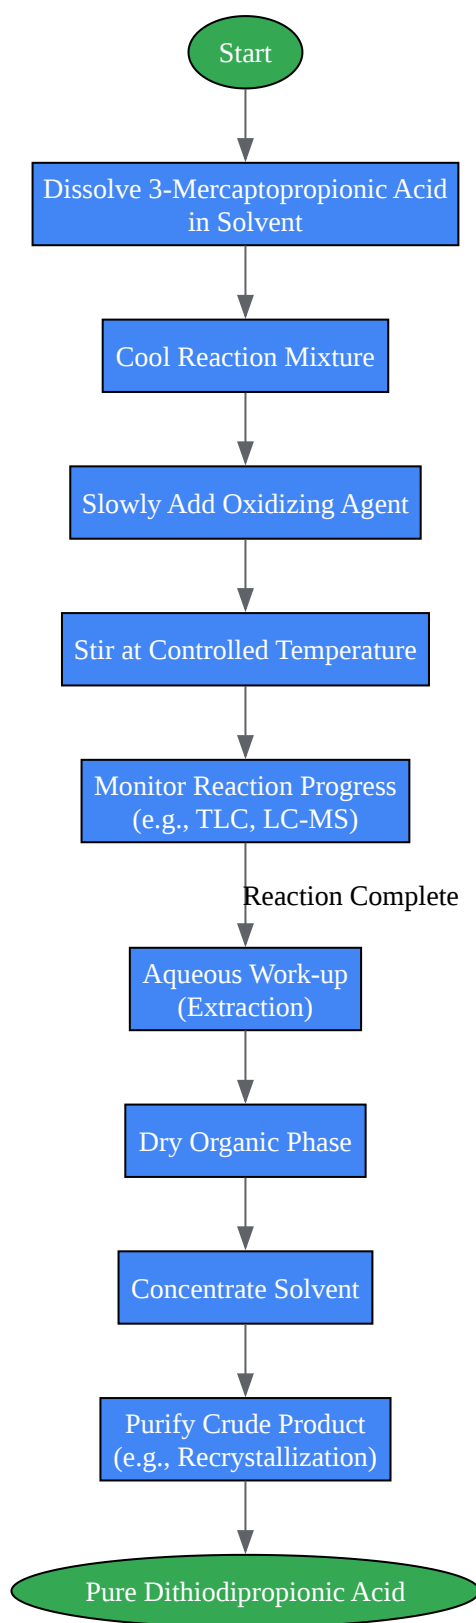 Start
Dissolve 3-Mercaptopropionic Acid
in Solvent
Cool Reaction Mixture
Slowly Add Oxidizing Agent
Stir at Controlled Temperature
Monitor Reaction Progress
(e.g., TLC, LC-MS)
Reaction Complete
Aqueous Work-up
(Extraction)
Dry Organic Phase
Concentrate Solvent
Purify Crude Product
(e.g., Recrystallization)
Pure Dithiodipropionic Acid